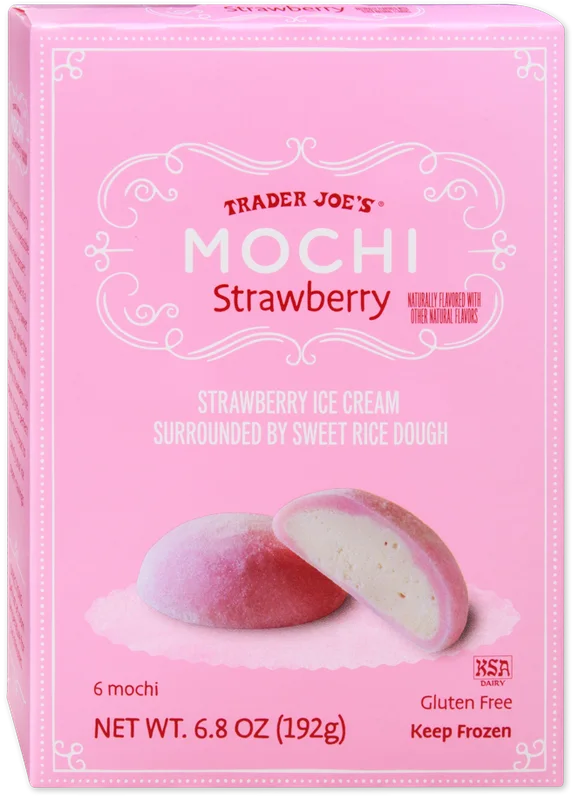 Strawberry
TRADER JOE'S®
MOCHI
Strawberry
NATURALLY FLAVORED WITH
OTHER NATURAL FLAVORS
STRAWBERRY ICE CREAM
SURROUNDED BY SWEET RICE DOUGH
6 mochi
NET WT. 6.8 OZ (192g)
KSA
DAIRY
Gluten Free
Keep Frozen